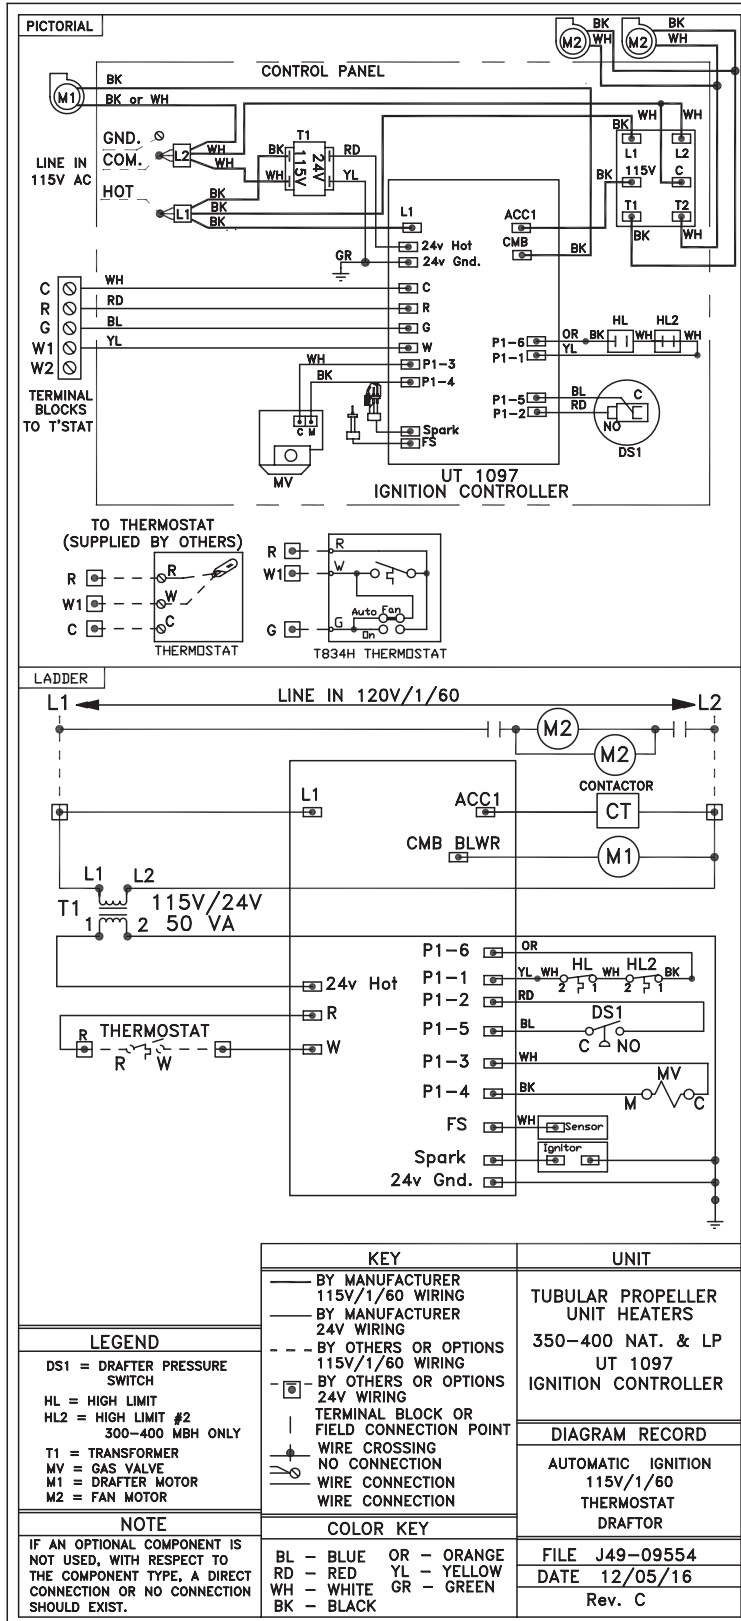 PICTORIAL
BK
WH
BK
WH
M2
M2
CONTROL PANEL
M1
BK
BK or WH
GND.
COM.
LINE IN
115V AC
HOT
L2
WH
WH
L1
BK
BK
T1
BK
WH
115V
24V
RD
YL
WH
WH
BK
L1
L2
115V
C
BK
T1
T2
BK
WH
L1
24v Hot
24v Gnd.
GR
ACC1
CMB
BK
C
WH
C
R
RD
R
G
BL
G
W1
YL
W
W2
TERMINAL
BLOCKS
TO T'STAT
WH
P1-3
BK
P1-4
C M
MV
Spark
FS
P1-6
OR
BK
HL
WH
HL2
WH
P1-1
YL
P1-5
BL
C
P1-2
RD
NO
DS1
UT 1097
IGNITION CONTROLLER
TO THERMOSTAT
(SUPPLIED BY OTHERS)
R
R
W1
W
C
C
THERMOSTAT
R
R
W1
W
Auto Fan
G
G
On
T834H THERMOSTAT
LADDER
L1
LINE IN 120V/1/60
L2
M2
M2
CONTACTOR
L1
ACC1
CT
CMB BLWR
M1
L1
L2
T1
115V/24V
1
2
50 VA
P1-6
OR
24v Hot
P1-1
YL
WH
HL
WH
HL2
BK
2
1
2
1
P1-2
RD
R
DS1
P1-5
BL
C
NO
R
THERMOSTAT
R
W
W
P1-3
WH
MV
P1-4
BK
M
C
FS
WH
Sensor
Ignitor
Spark
24v Gnd.
LEGEND
DS1 = DRAFTER PRESSURE
SWITCH
HL = HIGH LIMIT
HL2 = HIGH LIMIT #2
300-400 MBH ONLY
T1 = TRANSFORMER
MV = GAS VALVE
M1 = DRAFTER MOTOR
M2 = FAN MOTOR
NOTE
IF AN OPTIONAL COMPONENT IS
NOT USED, WITH RESPECT TO
THE COMPONENT TYPE, A DIRECT
CONNECTION OR NO CONNECTION
SHOULD EXIST.
KEY
BY MANUFACTURER
115V/1/60 WIRING
BY MANUFACTURER
24V WIRING
BY OTHERS OR OPTIONS
115V/1/60 WIRING
BY OTHERS OR OPTIONS
24V WIRING
TERMINAL BLOCK OR
FIELD CONNECTION POINT
WIRE CROSSING
NO CONNECTION
WIRE CONNECTION
WIRE CONNECTION
COLOR KEY
BL - BLUE
OR - ORANGE
RD - RED
YL - YELLOW
WH - WHITE
GR - GREEN
BK - BLACK
UNIT
TUBULAR PROPELLER
UNIT HEATERS
350-400 NAT. & LP
UT 1097
IGNITION CONTROLLER
DIAGRAM RECORD
AUTOMATIC IGNITION
115V/1/60
THERMOSTAT
DRAFTOR
FILE J49-09554
DATE 12/05/16
Rev. C